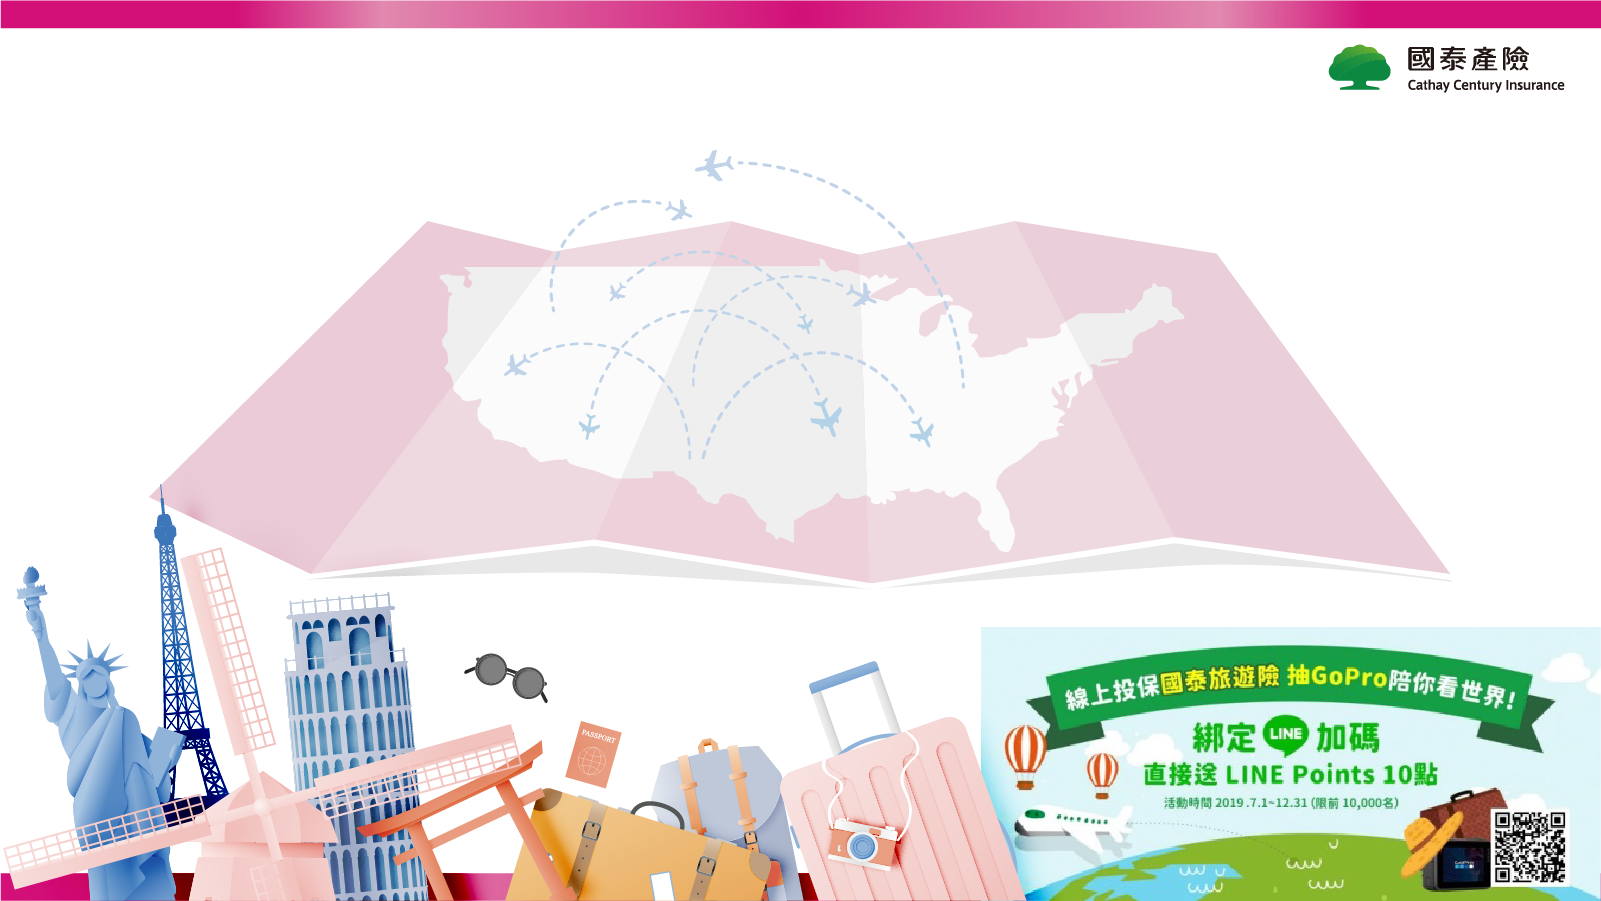 國泰產險
Cathay Century Insurance
PASSPORT
線上投保國泰旅遊險 抽GoPro陪你看世界!
綁定 LINE 加碼
直接送 LINE Points 10點
活動時間 2019 .7.1~12.31 (限前 10,000名)
GoPro